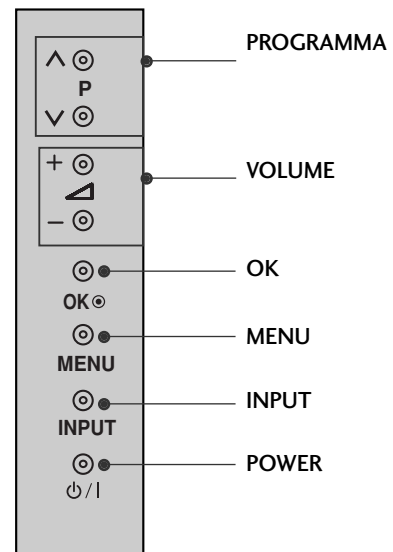 PROGRAMMA
P
+
VOLUME
−
OK
OK
MENU
MENU
INPUT
INPUT
POWER
⏻/I